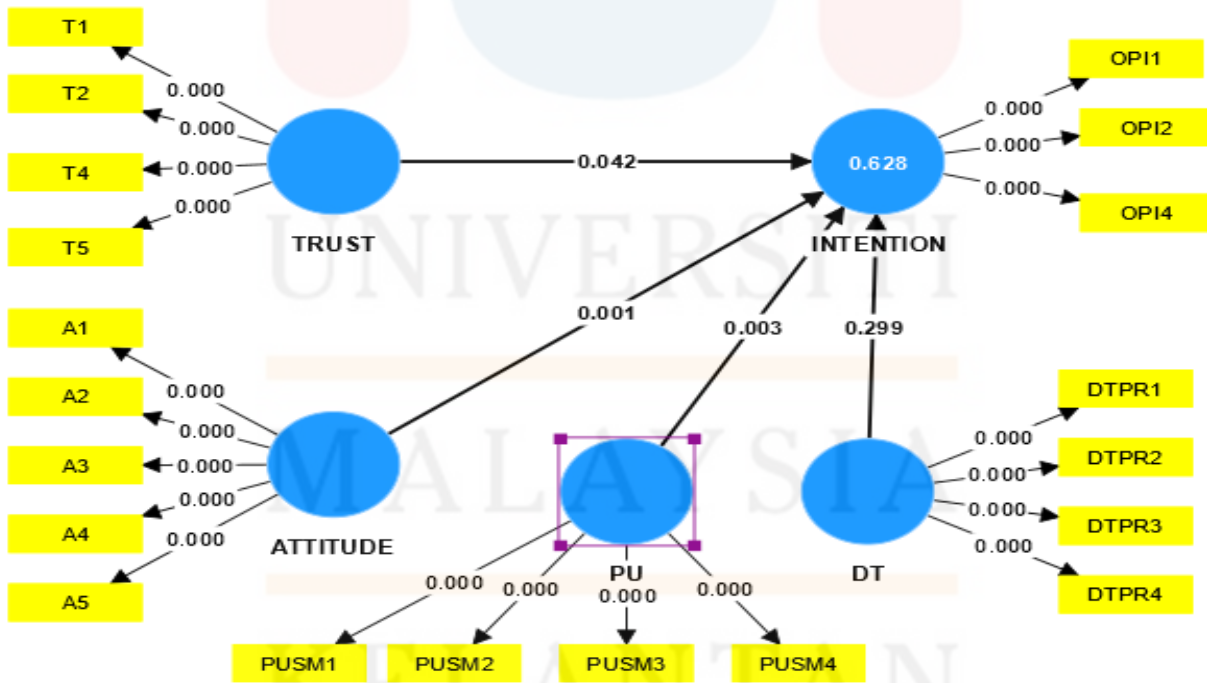 T1
0.000
T2
0.000
T4
0.000
T5
0.000
TRUST
0.042
OPI1
0.000
OPI2
0.000
OPI4
0.000
0.628
INTENTION
UNIVERSITI
A1
0.000
A2
0.000
A3
0.000
A4
0.000
A5
0.000
ATTITUDE
0.001
0.003
0.299
MALAYSIA
PU
0.000
0.000
0.000
0.000
PUSM1
PUSM2
PUSM3
PUSM4
DT
DTPR1
0.000
DTPR2
0.000
DTPR3
0.000
DTPR4
0.000
KELANTAN